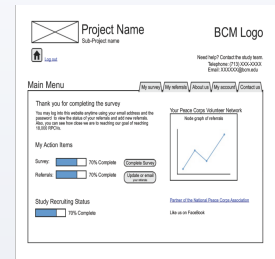 Project Name
Sub-Project name
BCM Logo
Log out
Need help? Contact the study team.
Telephone: (713) XXX-XXXX
Email: XXXXXX@bcm.edu
Main Menu
My survey
My referrals
About us
My account
Contact us
Thank you for completing the survey
You may log into this website anytime using your email address and the
password to view the status of your referrals and add new referrals.
Also, you can see how close we are to reaching our goal of reaching
18,000 RPCVs.
My Action Items
Survey:
70% Complete
Complete Survey
Referrals:
70% Complete
Update or email
your referrals
Study Recruiting Status
70% Complete
Your Peace Corps Volunteer Network
Node graph of referrals
Partner of the National Peace Corps Association
Like us on FaceBook